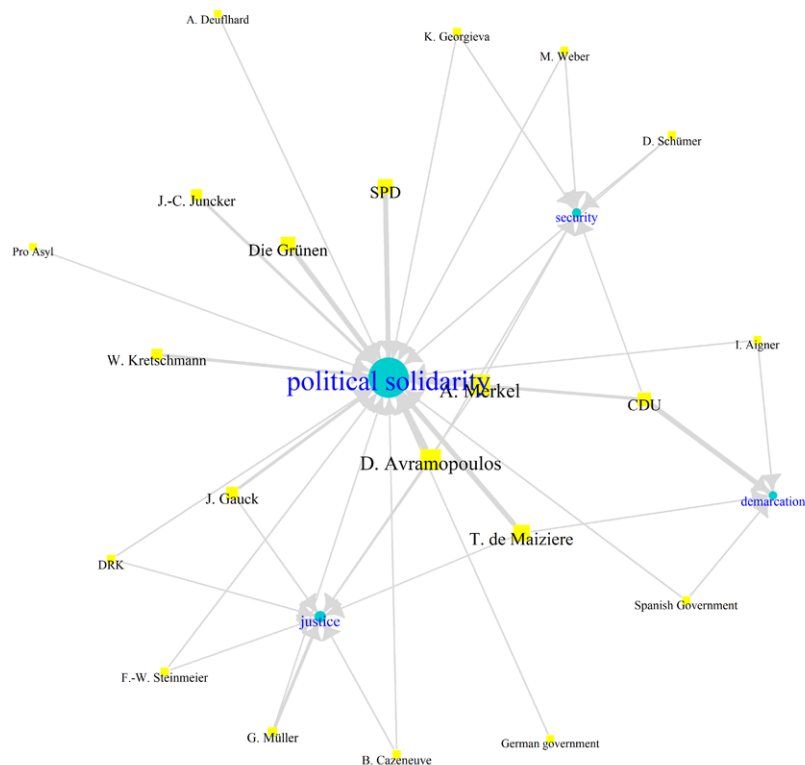 A. Deuflhard
K. Georgieva
M. Weber
D. Schümer
SPD
J.-C. Juncker
security
Die Grünen
Pro Asyl
I. Aigner
W. Kretschmann
political solidarity
A. Merkel
CDU
D. Avramopoulos
J. Gauck
demarcation
T. de Maiziere
DRK
Spanish Government
justice
F.-W. Steinmeier
G. Müller
German government
B. Cazeneuve